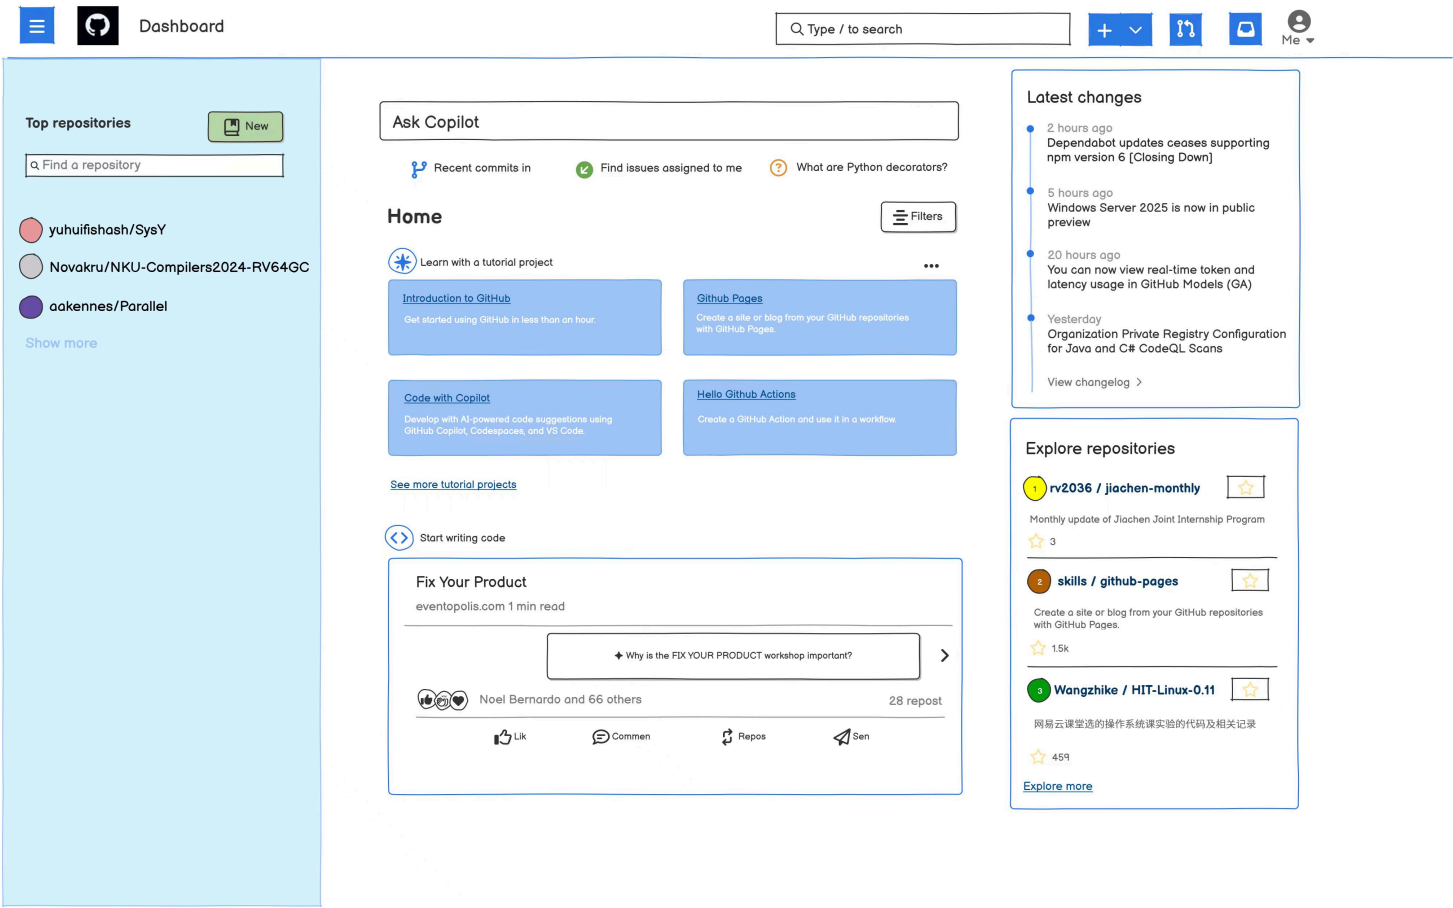 Dashboard
Type / to search
Me
Top repositories
New
Find a repository
yuhuifishash/SysY
Novakru/NKU-Compilers2024-RV64GC
aakennes/Parallel
Show more
Ask Copilot
Recent commits in
Find issues assigned to me
What are Python decorators?
Home
Filters
Learn with a tutorial project
Introduction to GitHub
Get started using GitHub in less than an hour.
Github Pages
Create a site or blog from your GitHub repositories
with GitHub Pages.
Code with Copilot
Develop with AI-powered code suggestions using
GitHub Copilot, Codespaces, and VS Code.
Hello Github Actions
Create a GitHub Action and use it in a workflow.
See more tutorial projects
Start writing code
Fix Your Product
eventopolis.com 1 min read
Why is the FIX YOUR PRODUCT workshop important?
Noel Bernardo and 66 others
28 repost
Lik
Commen
Repos
Sen
Latest changes
2 hours ago
Dependabot updates ceases supporting
npm version 6 [Closing Down]
5 hours ago
Windows Server 2025 is now in public
preview
20 hours ago
You can now view real-time token and
latency usage in GitHub Models (GA)
Yesterday
Organization Private Registry Configuration
for Java and C# CodeQL Scans
View changelog
Explore repositories
1 rv2036 / jiachen-monthly
Monthly update of Jiachen Joint Internship Program
3
2 skills / github-pages
Create a site or blog from your GitHub repositories
with GitHub Pages.
1.5k
3 Wangzhike / HIT-Linux-0.11
网易云课堂选的操作系统课实验的代码及相关记录
459
Explore more